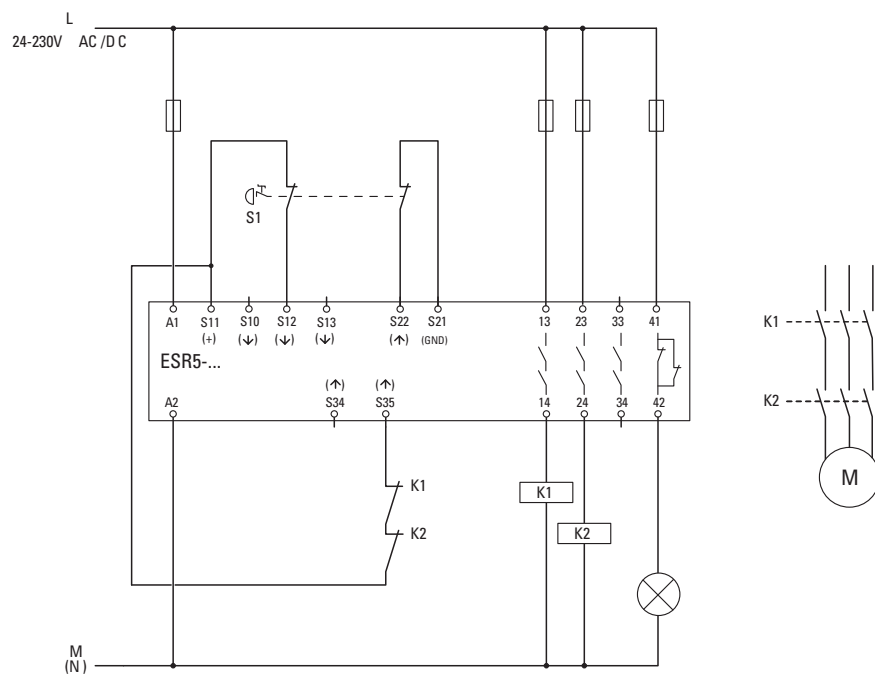 L
24-230V AC /D C
S1
A1 S11 S10 S12 S13 S22 S21 13 23 33 41
(+) (↓) (↓) (↓) (↑) (GND)
ESR5-...
(↑) (↑)
A2 S34 S35 14 24 34 42
K1
K2
K1
K2
K1
K2
M
M
(N )